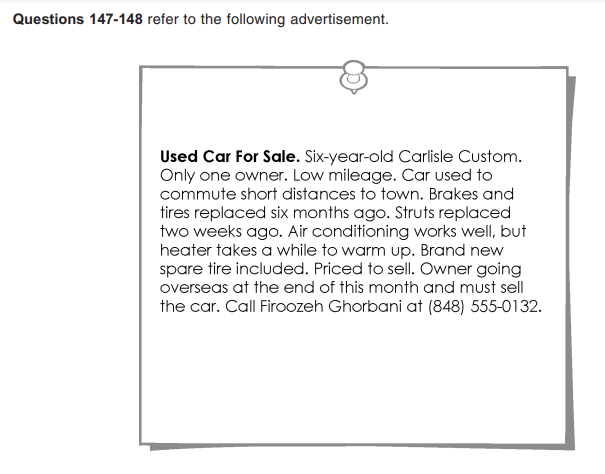 Questions 147-148 refer to the following advertisement.
Used Car For Sale. Six-year-old Carlisle Custom.
Only one owner. Low mileage. Car used to
commute short distances to town. Brakes and
tires replaced six months ago. Struts replaced
two weeks ago. Air conditioning works well, but
heater takes a while to warm up. Brand new
spare tire included. Priced to sell. Owner going
overseas at the end of this month and must sell
the car. Call Firoozeh Ghorbani at (848) 555-0132.